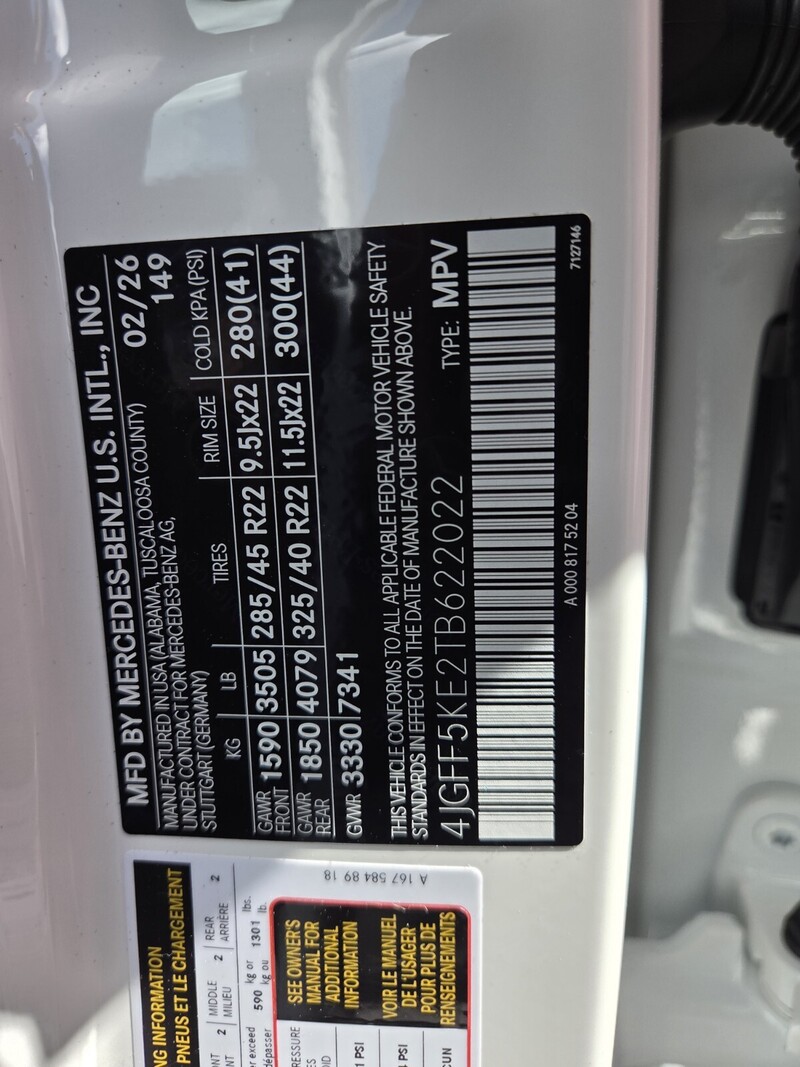 MFD BY MERCEDES-BENZ U.S. INTL., INC
MANUFACTURED IN USA (ALABAMA, TUSCALOOSA COUNTY) 02/26
UNDER CONTRACT FOR MERCEDES-BENZ AG, 149
STUTTGART (GERMANY)
KG LB TIRES RIM SIZE COLD KPA (PSI)
GAWR FRONT 1590 3505 285/45 R22 9.5Jx22 280(41)
GAWR REAR 1850 4079 325/40 R22 11.5Jx22 300(44)
GVWR 3330 7341
THIS VEHICLE CONFORMS TO ALL APPLICABLE FEDERAL MOTOR VEHICLE SAFETY
STANDARDS IN EFFECT ON THE DATE OF MANUFACTURE SHOWN ABOVE.
4JGFF5KE2TB622022 TYPE: MPV
A 000 817 52 04 7127146
A 167 584 89 18
INFORMATION
PNEUS ET LE CHARGEMENT
2 MIDDLE 2 REAR 2
MILIEU ARRIÈRE
exceed 590 kg or 1301 lbs.
dépasser kg ou lb.
SEE OWNER'S
MANUAL FOR
ADDITIONAL
INFORMATION
VOIR LE MANUEL
DE L'USAGER
POUR PLUS DE
RENSEIGNEMENTS
PSI
PSI